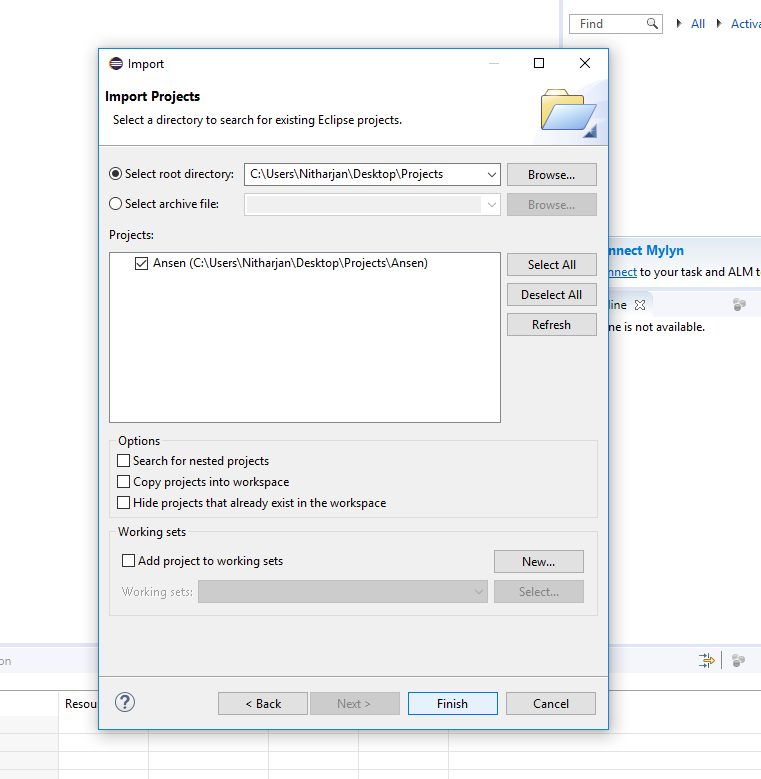 Find
All
Activa
Import
Import Projects
Select a directory to search for existing Eclipse projects.
Select root directory: C:\Users\Nitharjan\Desktop\Projects Browse...
Select archive file: Browse...
Projects:
Ansen (C:\Users\Nitharjan\Desktop\Projects\Ansen)
Select All
Deselect All
Refresh
nnect Mylyn
nnect to your task and ALM t
line
ne is not available.
Options
Search for nested projects
Copy projects into workspace
Hide projects that already exist in the workspace
Working sets
Add project to working sets New...
Working sets: Select...
on
Resou
? < Back Next > Finish Cancel